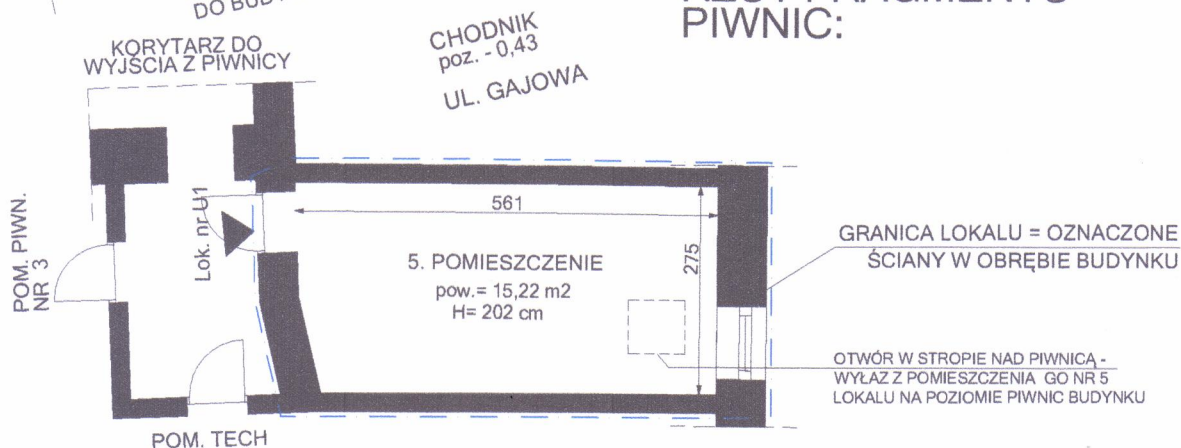 PIWNIC:
KORYTARZ DO
WYJŚCIA Z PIWNICY
CHODNIK
poz. - 0,43
UL. GAJOWA
POM. PIWN.
NR 3
Lok. nr U1
561
275
5. POMIESZCZENIE
pow.= 15,22 m2
H= 202 cm
GRANICA LOKALU = OZNACZONE
ŚCIANY W OBRĘBIE BUDYNKU
OTWÓR W STROPIE NAD PIWNICĄ -
WYŁAZ Z POMIESZCZENIA GO NR 5
LOKALU NA POZIOMIE PIWNIC BUDYNKU
POM. TECH